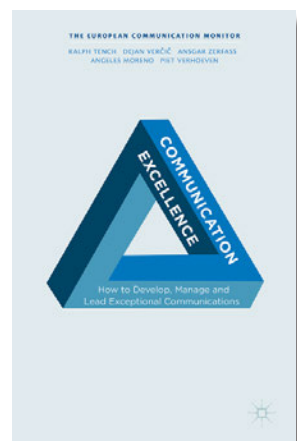 THE EUROPEAN COMMUNICATION MONITOR
RALPH TENCH DEJAN VERČIČ ANSGAR ZERFASS
ANGELES MORENO PIET VERHOEVEN
COMMUNICATION
EXCELLENCE
How to Develop, Manage and
Lead Exceptional Communications